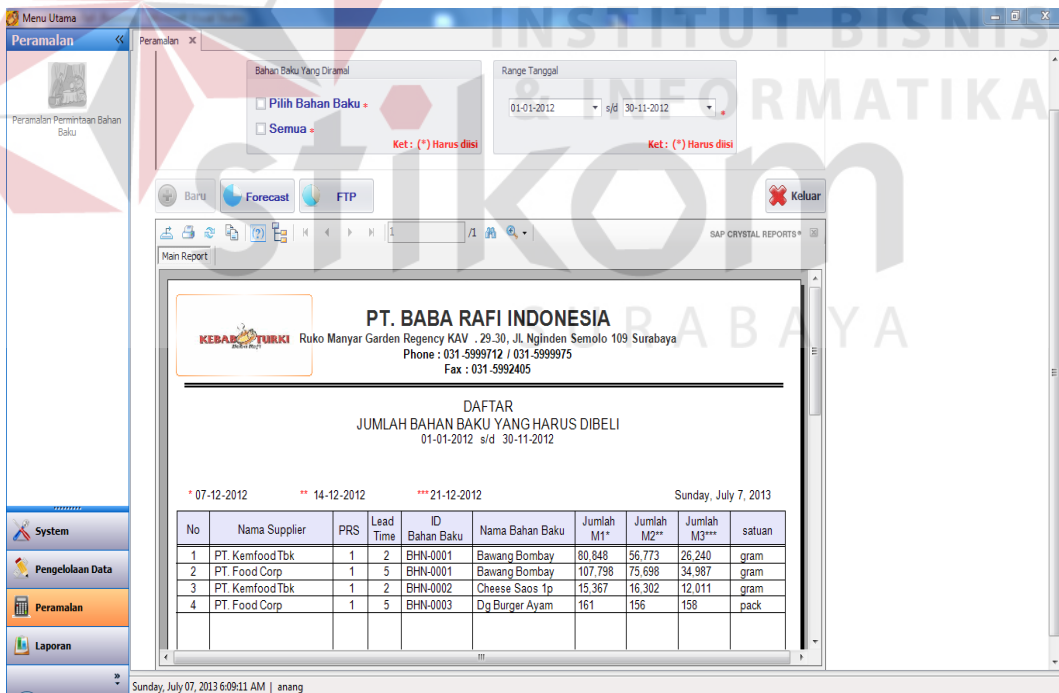 Menu Utama
INSTITUT BISNIS
& INFORMATIKA
stikom
SURABAYA
Peramalan «
Peramalan Permintaan Bahan
Baku
Peramalan ×
Bahan Baku Yang Diramal
Pilih Bahan Baku *
Semua *
Ket : (*) Harus diisi
Range Tanggal
01-01-2012 s/d 30-11-2012 *
Ket : (*) Harus diisi
Baru Forecast FTP Keluar
1 /1 SAP CRYSTAL REPORTS®
Main Report
KEBAB TURKI
Baba Rafi
PT. BABA RAFI INDONESIA
Ruko Manyar Garden Regency KAV . 29-30, Jl. Nginden Semolo 109 Surabaya
Phone : 031-5999712 / 031-5999975
Fax : 031-5992405
DAFTAR
JUMLAH BAHAN BAKU YANG HARUS DIBELI
01-01-2012 s/d 30-11-2012
* 07-12-2012 ** 14-12-2012 *** 21-12-2012 Sunday, July 7, 2013
No Nama Supplier PRS Lead Time ID Bahan Baku Nama Bahan Baku Jumlah M1* Jumlah M2** Jumlah M3*** satuan
1 PT. Kemfood Tbk 1 2 BHN-0001 Bawang Bombay 80,848 56,773 26,240 gram
2 PT. Food Corp 1 5 BHN-0001 Bawang Bombay 107,798 75,698 34,987 gram
3 PT. Kemfood Tbk 1 2 BHN-0002 Cheese Saos 1p 15,367 16,302 12,011 gram
4 PT. Food Corp 1 5 BHN-0003 Dg Burger Ayam 161 156 158 pack
System
Pengelolaan Data
Peramalan
Laporan
»
Sunday, July 07, 2013 6:09:11 AM | anang